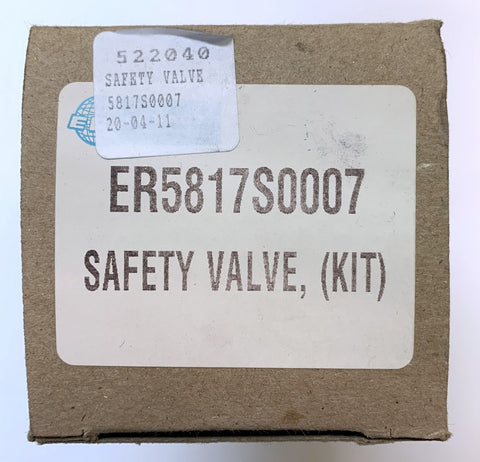 522040
SAFETY VALVE
5817S0007
20-04-11
ER5817S0007
SAFETY VALVE, (KIT)